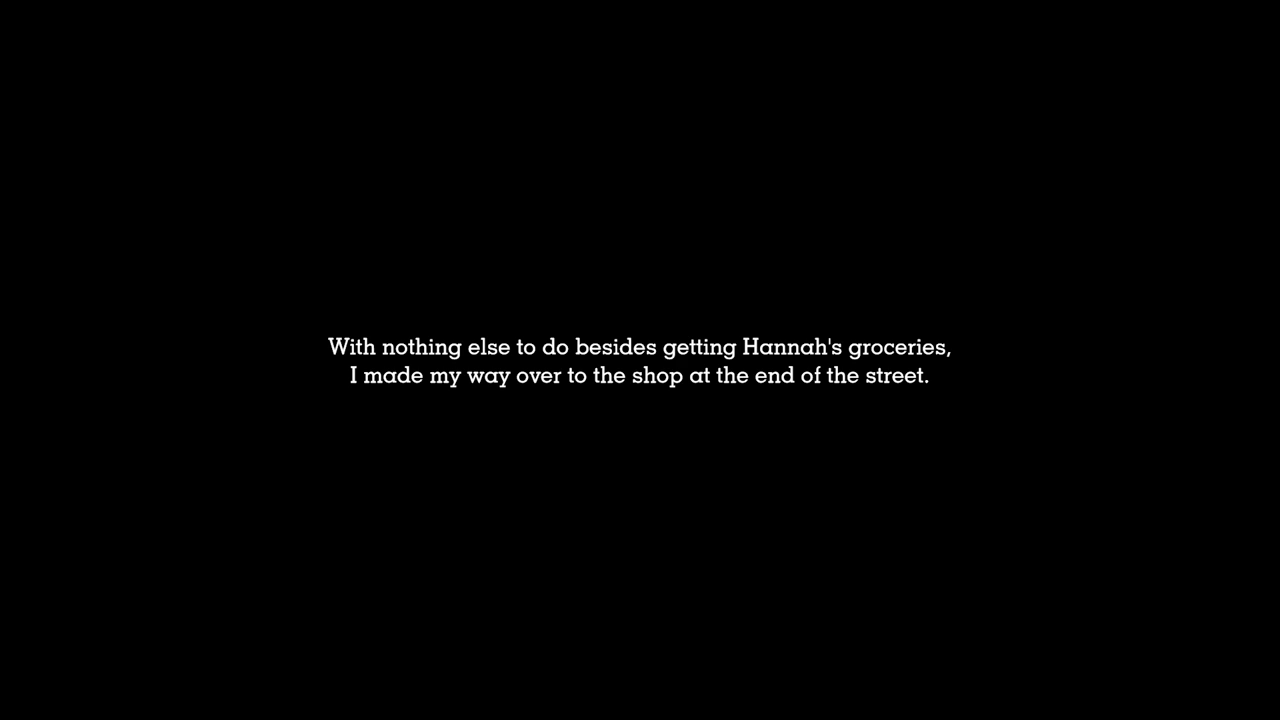 With nothing else to do besides getting Hannah's groceries,
I made my way over to the shop at the end of the street.